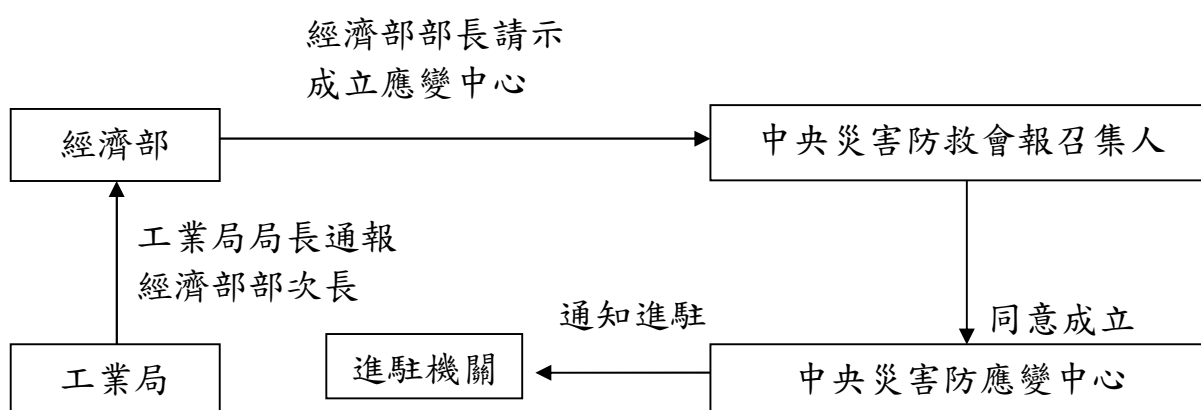 經濟部部長請示
成立應變中心
經濟部
中央災害防救會報召集人
工業局局長通報
經濟部部次長
通知進駐
同意成立
工業局
進駐機關
中央災害防應變中心